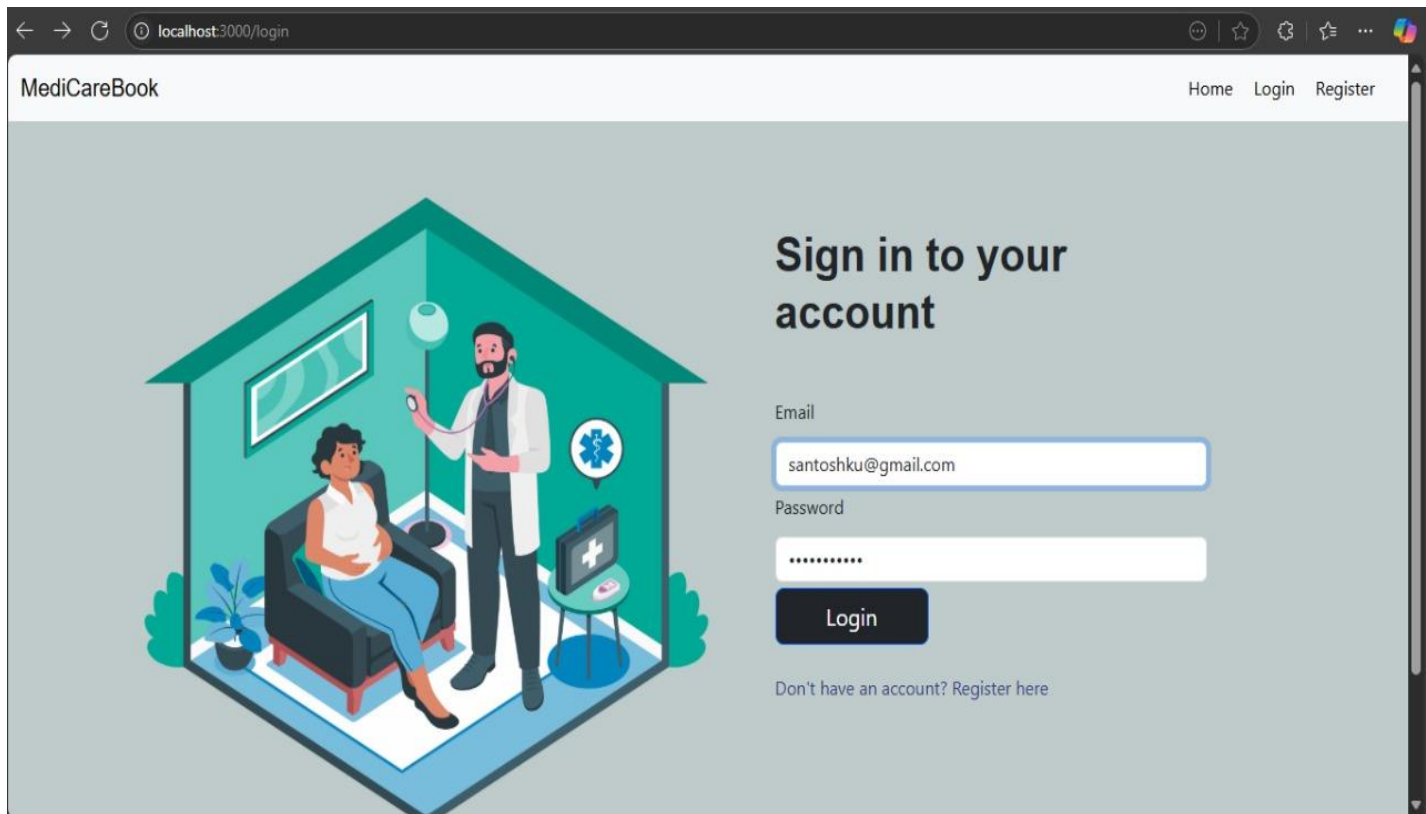 localhost:3000/login
MediCareBook
Home Login Register
Sign in to your
account
Email
santoshku@gmail.com
Password
•••••••••••
Login
Don't have an account? Register here